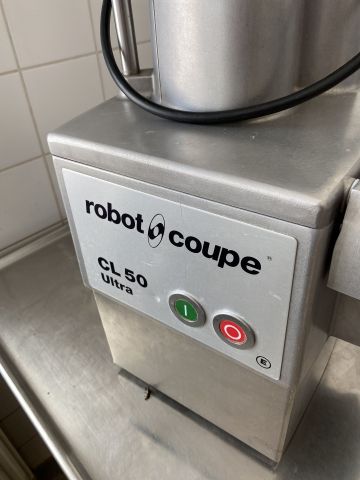 robot coupe
CL 50
Ultra
I O
E